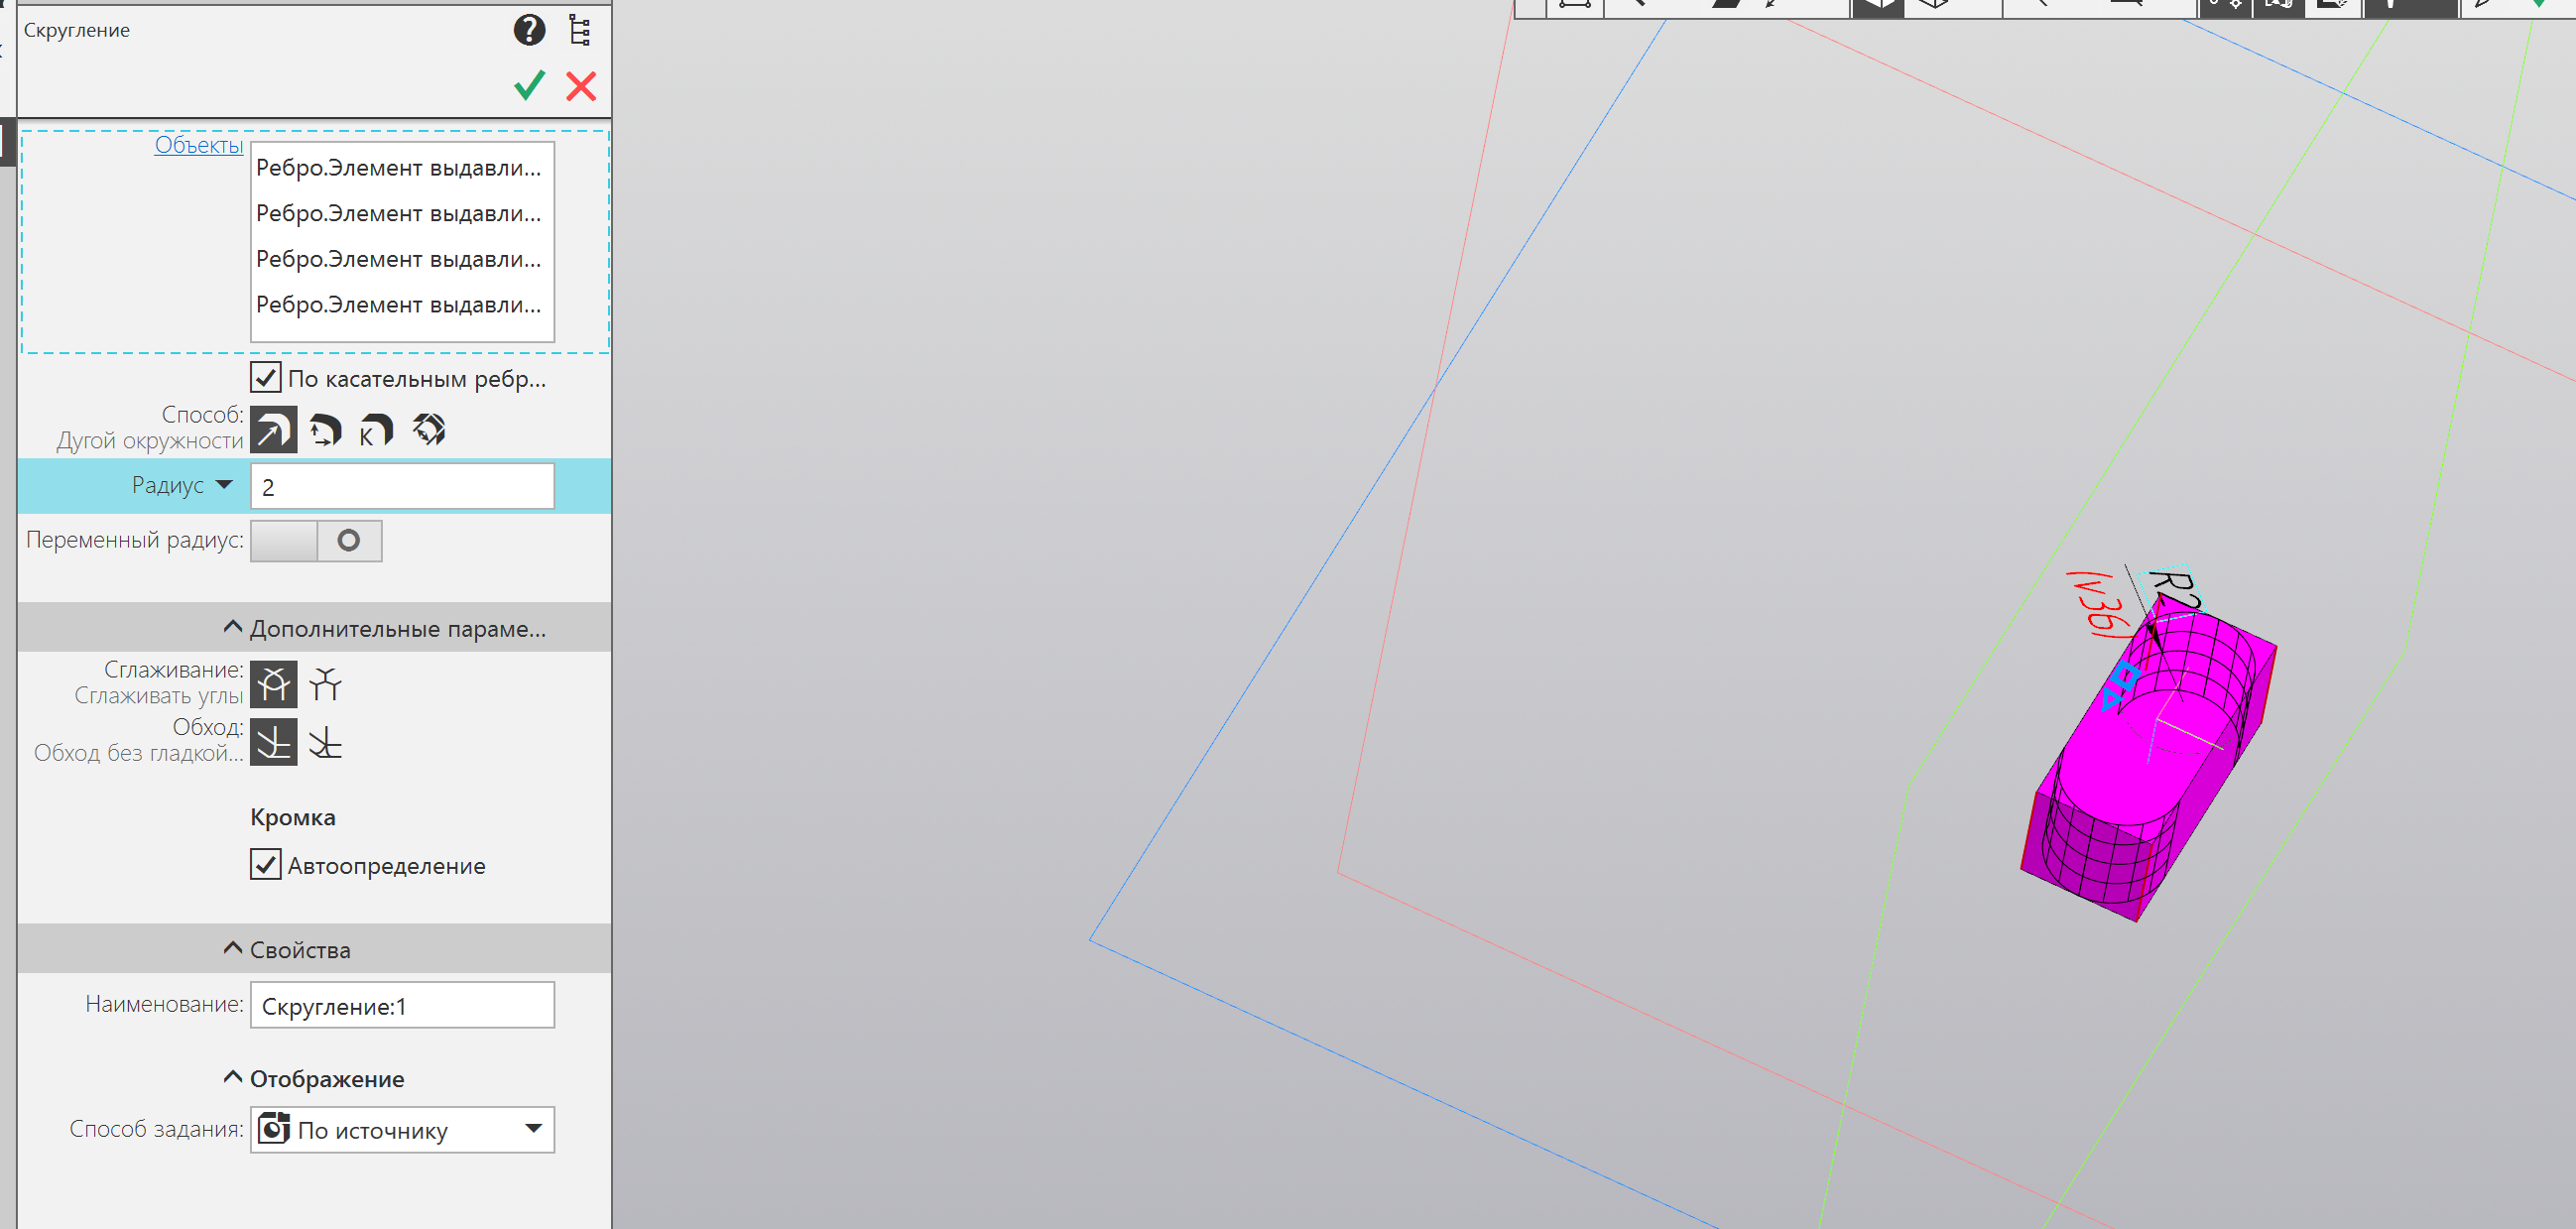 Скругление
Объекты
Ребро.Элемент выдавли...
Ребро.Элемент выдавли...
Ребро.Элемент выдавли...
Ребро.Элемент выдавли...
По касательным ребр...
Способ:
Дугой окружности
K
Радиус
2
Переменный радиус:
Дополнительные параме...
Сглаживание:
Сглаживать углы
Обход:
Обход без гладкой...
Кромка
Автоопределение
Свойства
Наименование:
Скругление:1
Отображение
Способ задания:
По источнику
R2
(v36)